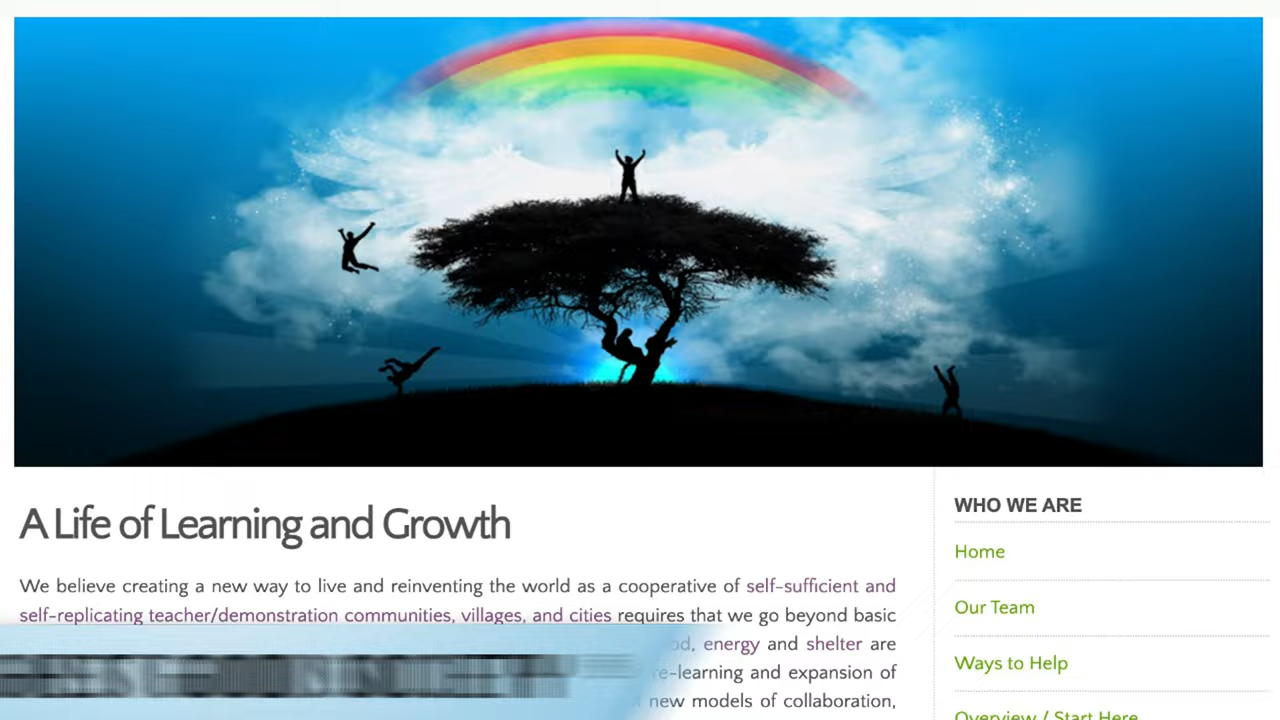 A Life of Learning and Growth
We believe creating a new way to live and reinventing the world as a cooperative of self-sufficient and
self-replicating teacher/demonstration communities, villages, and cities requires that we go beyond basic
energy and shelter are
re-learning and expansion of
new models of collaboration,
WHO WE ARE
Home
Our Team
Ways to Help
Overview / Start Here